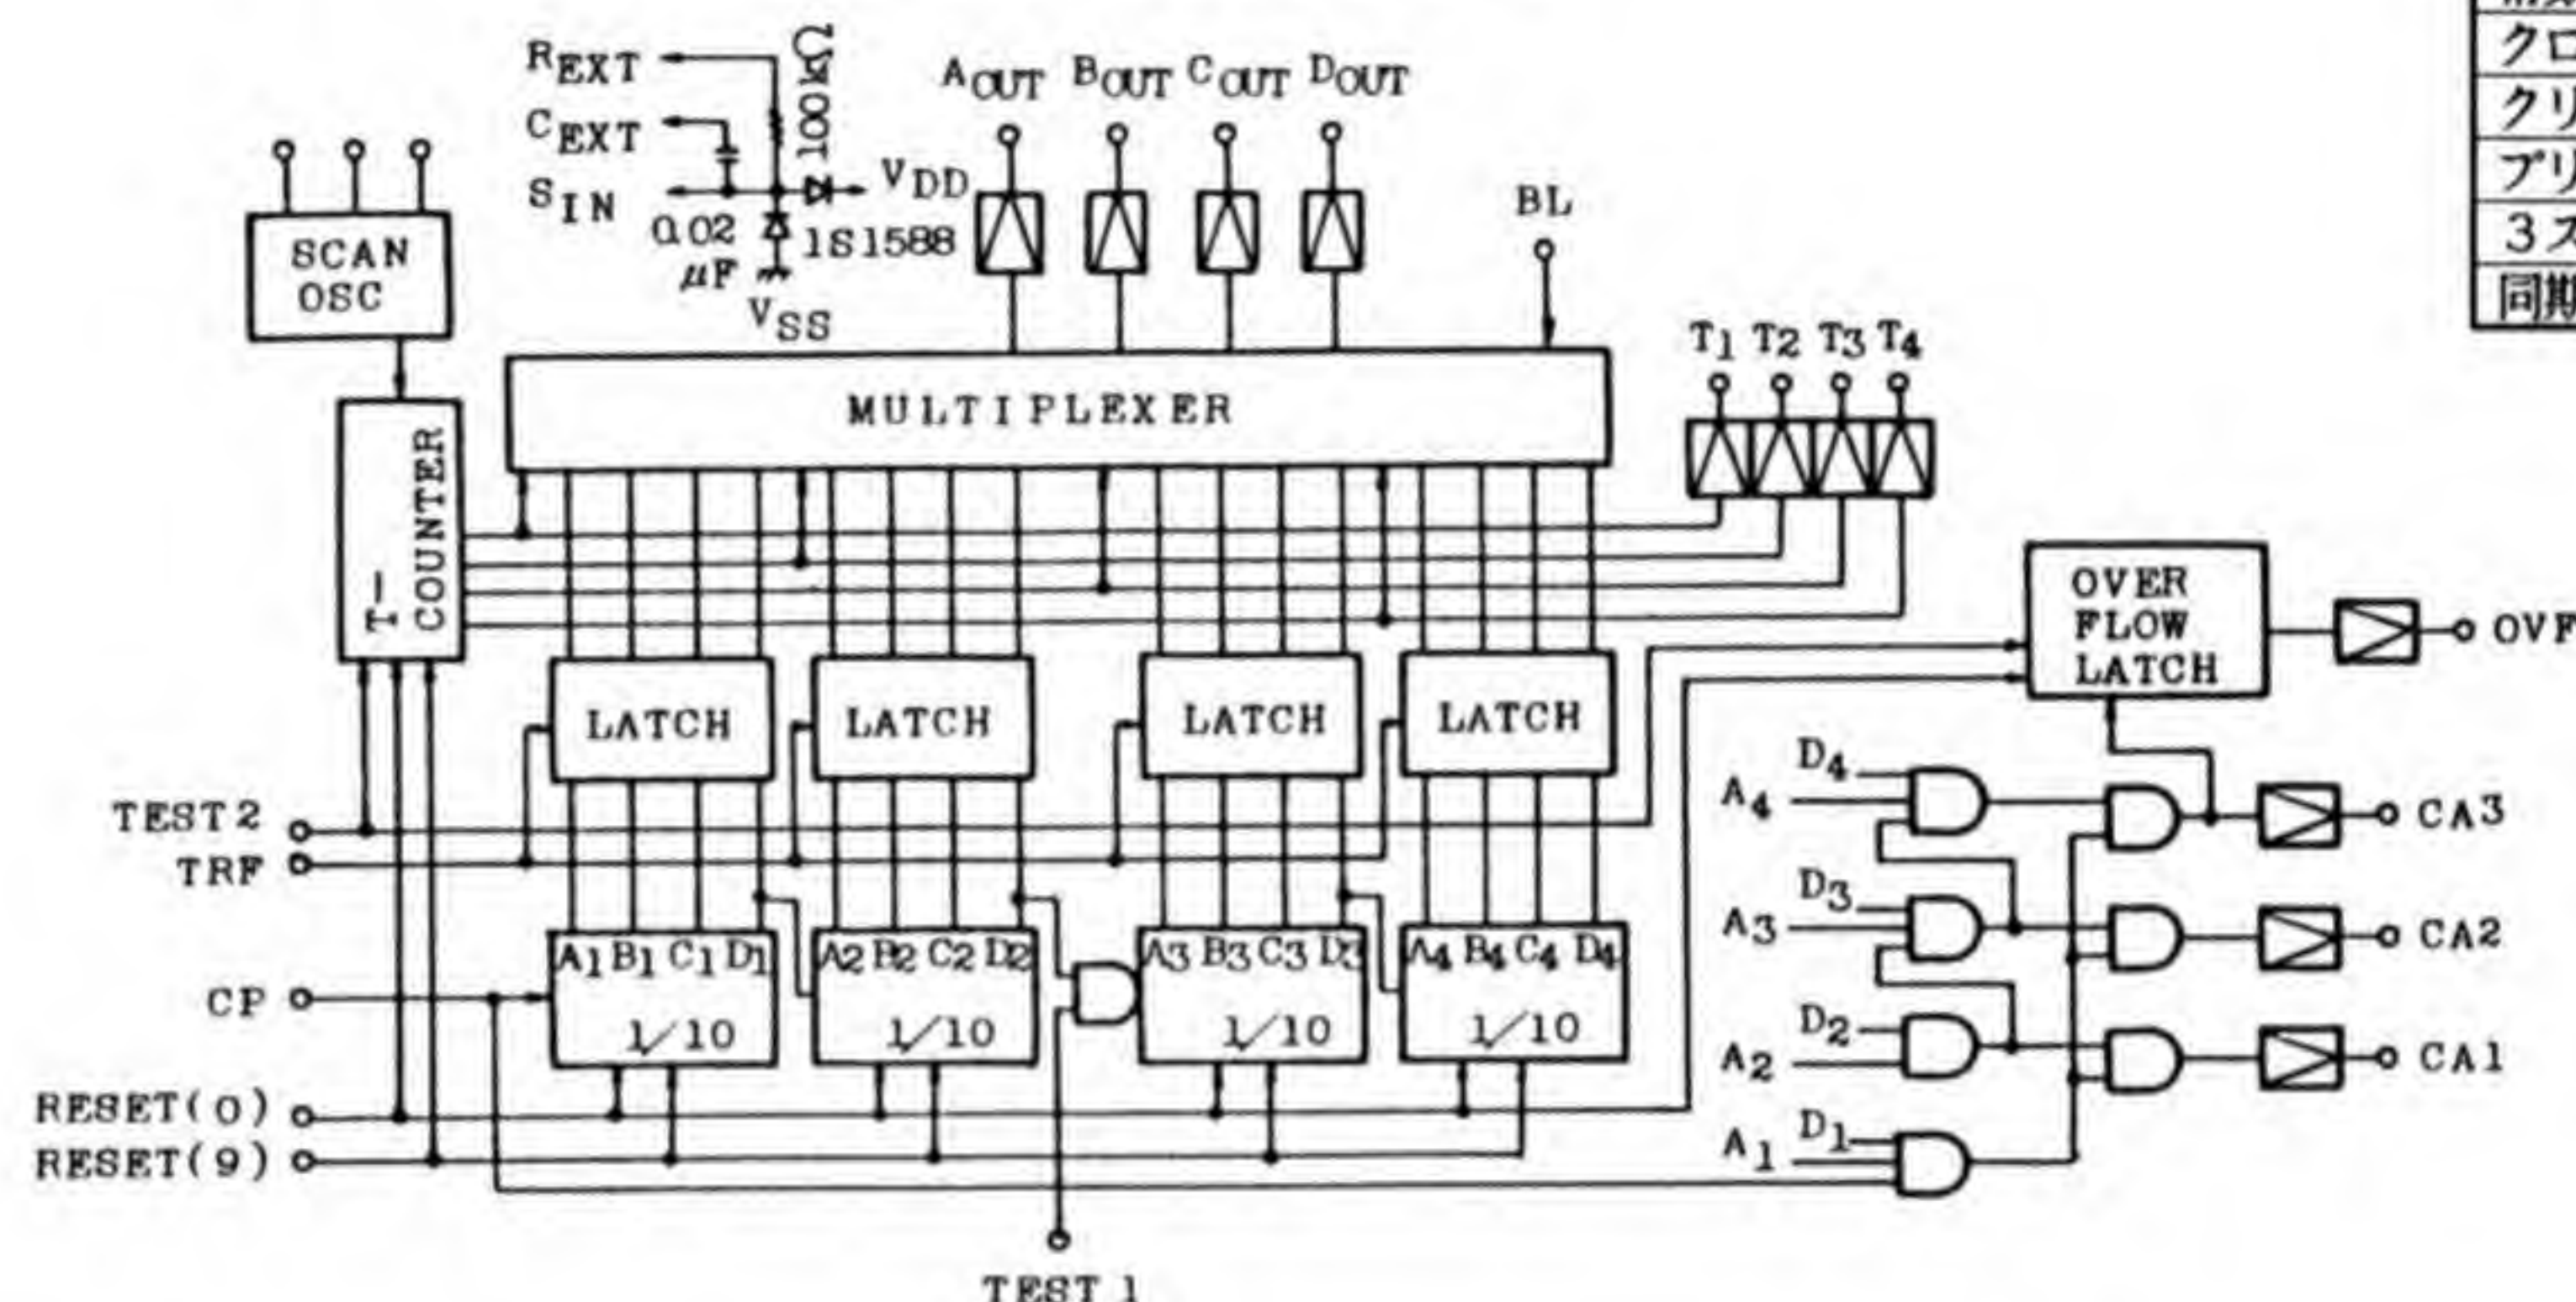 REXT
CEXT
SIN
100kΩ
VDD
0.02
μF
1S1588
VSS
AOUT BOUT COUT DOUT
BL
SCAN
OSC
MULTIPLEXER
T1 T2 T3 T4
T-
COUNTER
OVER
FLOW
LATCH
OVF
LATCH LATCH LATCH LATCH
TEST2
TRF
CP
RESET(0)
RESET(9)
A1 B1 C1 D1
1/10
A2 B2 C2 D2
1/10
A3 B3 C3 D3
1/10
A4 B4 C4 D4
1/10
TEST 1
D4
A4
CA3
D3
A3
CA2
D2
A2
CA1
D1
A1
クロ
クリ
プリ
3ス
同期